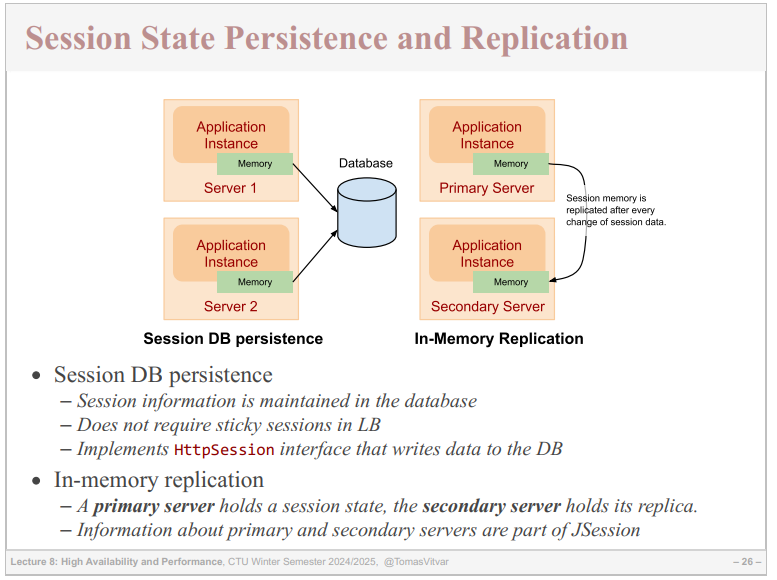 Session State Persistence and Replication
Application
Instance
Memory
Server 1
Application
Instance
Memory
Server 2
Database
Session DB persistence
Application
Instance
Memory
Primary Server
Session memory is
replicated after every
change of session data.
Application
Instance
Memory
Secondary Server
In-Memory Replication
• Session DB persistence
– Session information is maintained in the database
– Does not require sticky sessions in LB
– Implements HttpSession interface that writes data to the DB
• In-memory replication
– A primary server holds a session state, the secondary server holds its replica.
– Information about primary and secondary servers are part of JSession
Lecture 8: High Availability and Performance, CTU Winter Semester 2024/2025, @TomasVitvar
– 26 –